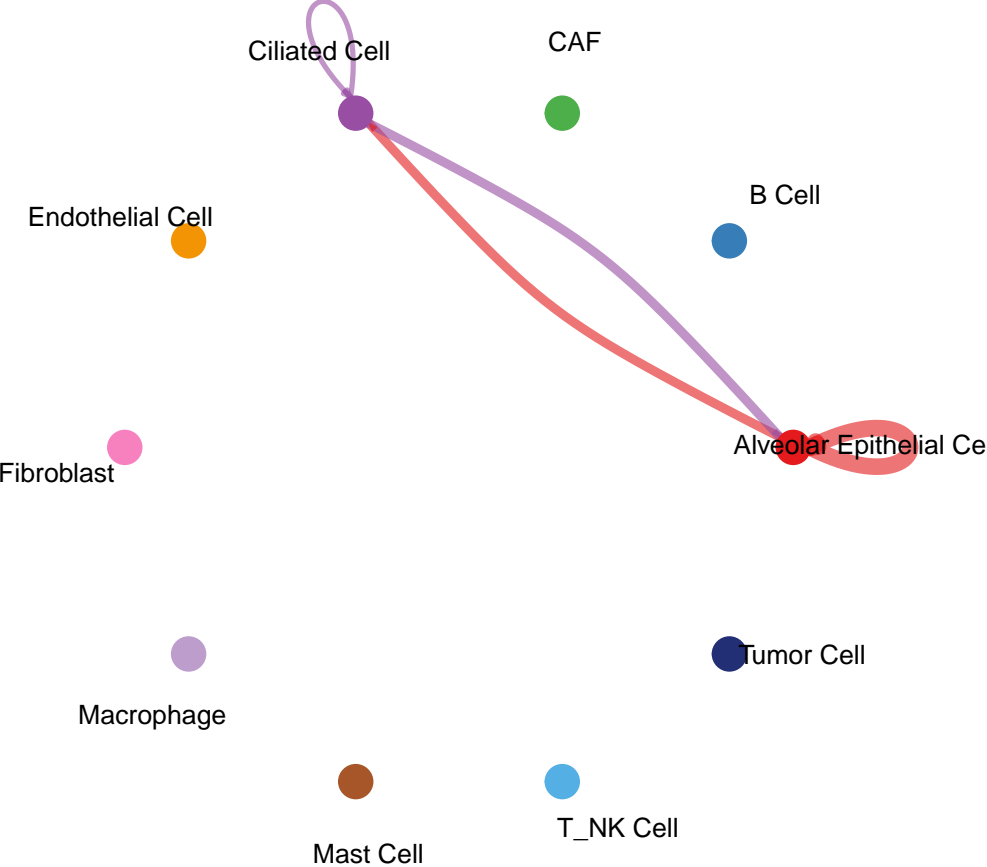 CAF
Ciliated Cell
B Cell
Endothelial Cell
Alveolar Epithelial Ce
Fibroblast
Tumor Cell
Macrophage
T_NK Cell
Mast Cell